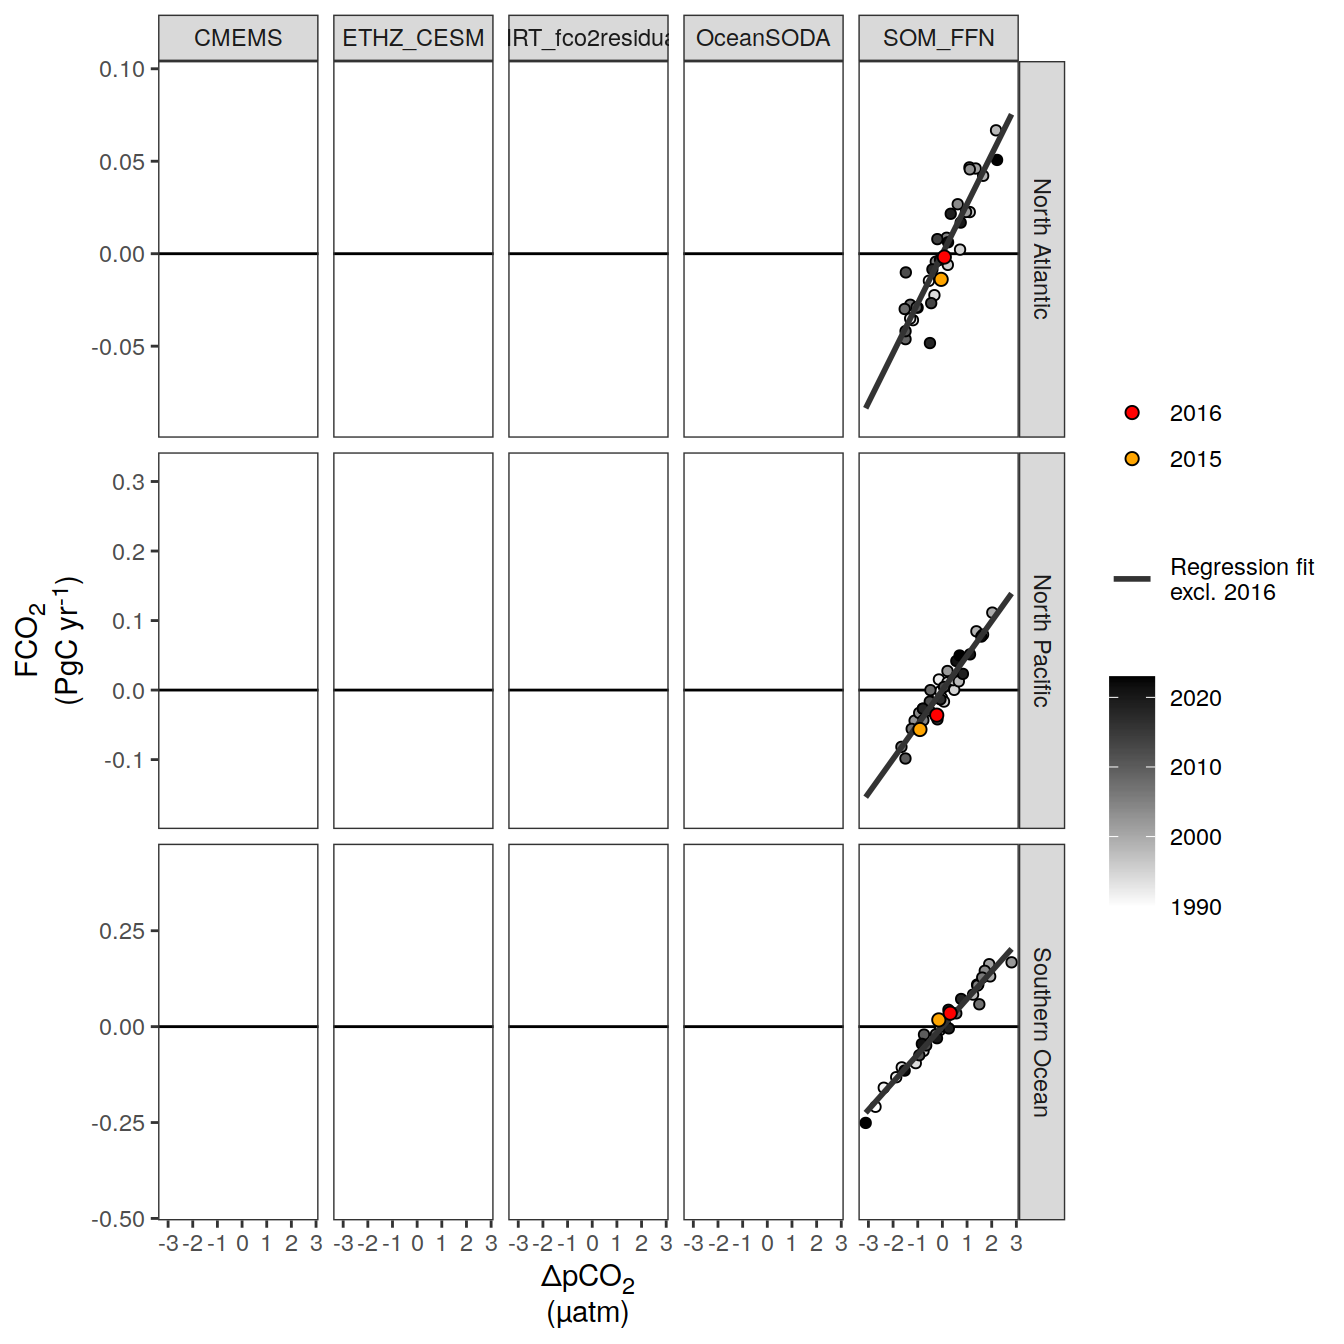 CMEMS
ETHZ_CESM
RT_fco2residua
OceanSODA
SOM_FFN
0.10
0.05
0.00
-0.05
North Atlantic
0.3
0.2
0.1
0.0
-0.1
North Pacific
0.25
0.00
-0.25
-0.50
Southern Ocean
-3 -2 -1 0 1 2 3
-3 -2 -1 0 1 2 3
-3 -2 -1 0 1 2 3
-3 -2 -1 0 1 2 3
-3 -2 -1 0 1 2 3
FCO₂
(PgC yr⁻¹)
ΔpCO₂
(µatm)
2016
2015
Regression fit
excl. 2016
2020
2010
2000
1990